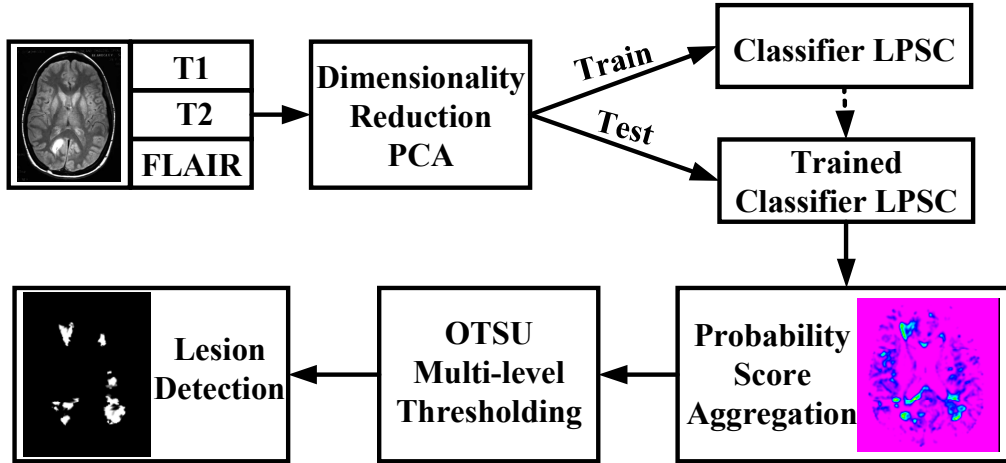 T1
T2
FLAIR
Dimensionality
Reduction
PCA
Train
Test
Classifier LPSC
Trained
Classifier LPSC
Probability
Score
Aggregation
OTSU
Multi-level
Thresholding
Lesion
Detection